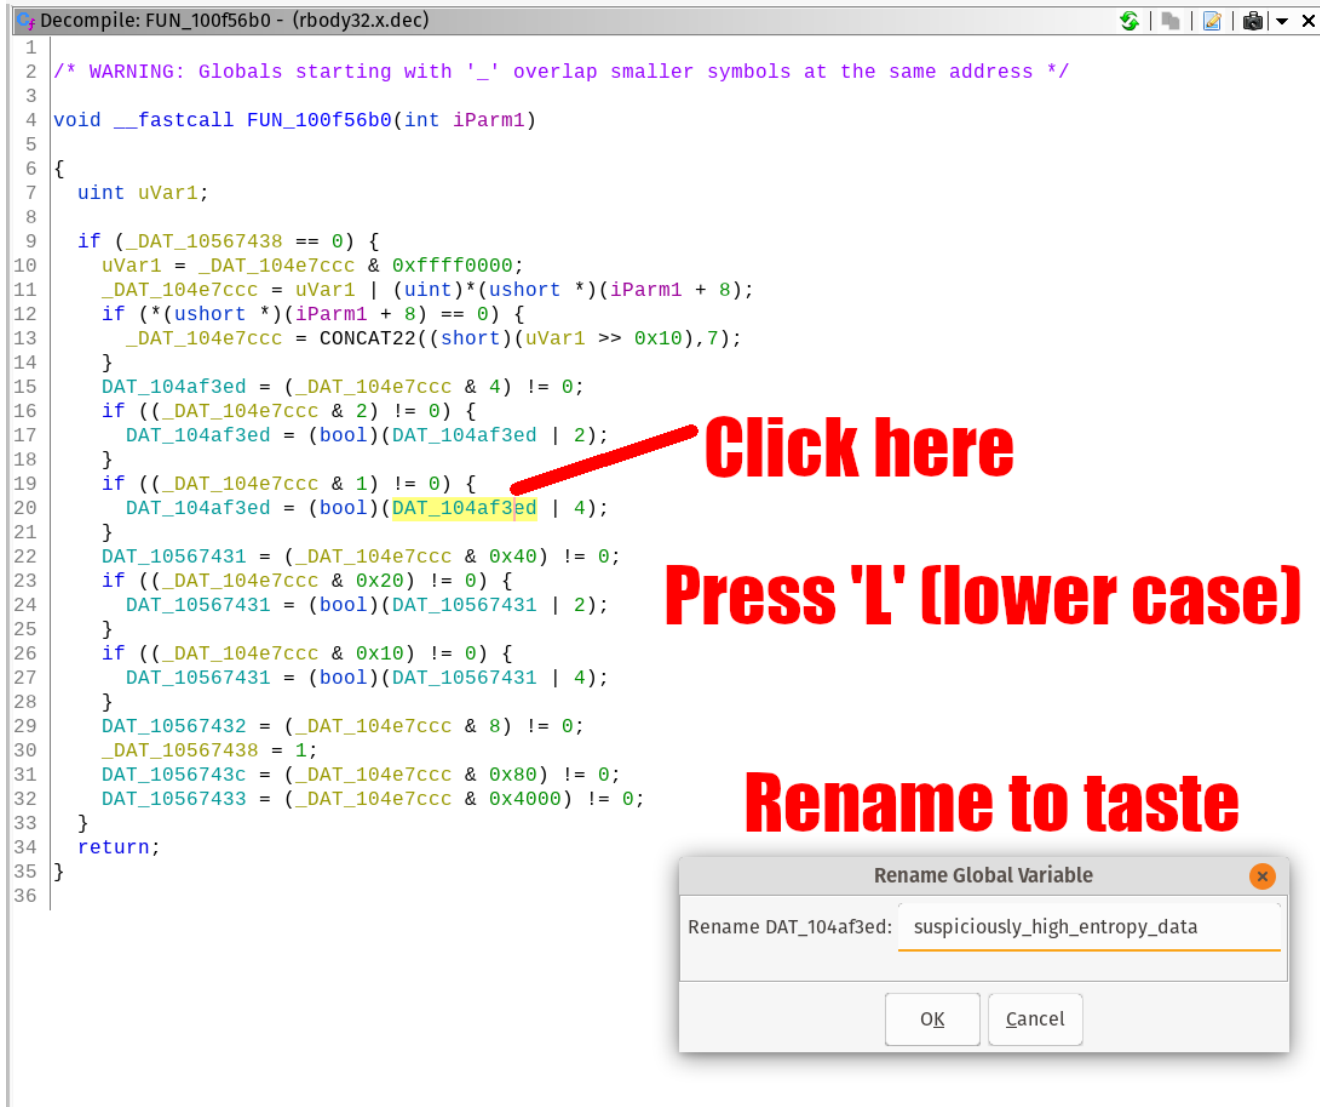 Decompile: FUN_100f56b0 - (rbody32.x.dec)
1
2 /* WARNING: Globals starting with '_' overlap smaller symbols at the same address */
3
4 void __fastcall FUN_100f56b0(int iParm1)
5
6 {
7   uint uVar1;
8
9   if (_DAT_10567438 == 0) {
10     uVar1 = _DAT_104e7ccc & 0xffff0000;
11     _DAT_104e7ccc = uVar1 | (uint)*(ushort *)(iParm1 + 8);
12     if (*(ushort *)(iParm1 + 8) == 0) {
13       _DAT_104e7ccc = CONCAT22((short)(uVar1 >> 0x10),7);
14     }
15     DAT_104af3ed = (_DAT_104e7ccc & 4) != 0;
16     if ((_DAT_104e7ccc & 2) != 0) {
17       DAT_104af3ed = (bool)(DAT_104af3ed | 2);
18     }
19     if ((_DAT_104e7ccc & 1) != 0) {
20       DAT_104af3ed = (bool)(DAT_104af3ed | 4);
21     }
22     DAT_10567431 = (_DAT_104e7ccc & 0x40) != 0;
23     if ((_DAT_104e7ccc & 0x20) != 0) {
24       DAT_10567431 = (bool)(DAT_10567431 | 2);
25     }
26     if ((_DAT_104e7ccc & 0x10) != 0) {
27       DAT_10567431 = (bool)(DAT_10567431 | 4);
28     }
29     DAT_10567432 = (_DAT_104e7ccc & 8) != 0;
30     _DAT_10567438 = 1;
31     DAT_1056743c = (_DAT_104e7ccc & 0x80) != 0;
32     DAT_10567433 = (_DAT_104e7ccc & 0x4000) != 0;
33   }
34   return;
35 }
36
Click here
Press 'L' (lower case)
Rename to taste
Rename Global Variable
Rename DAT_104af3ed: suspiciously_high_entropy_data
OK Cancel